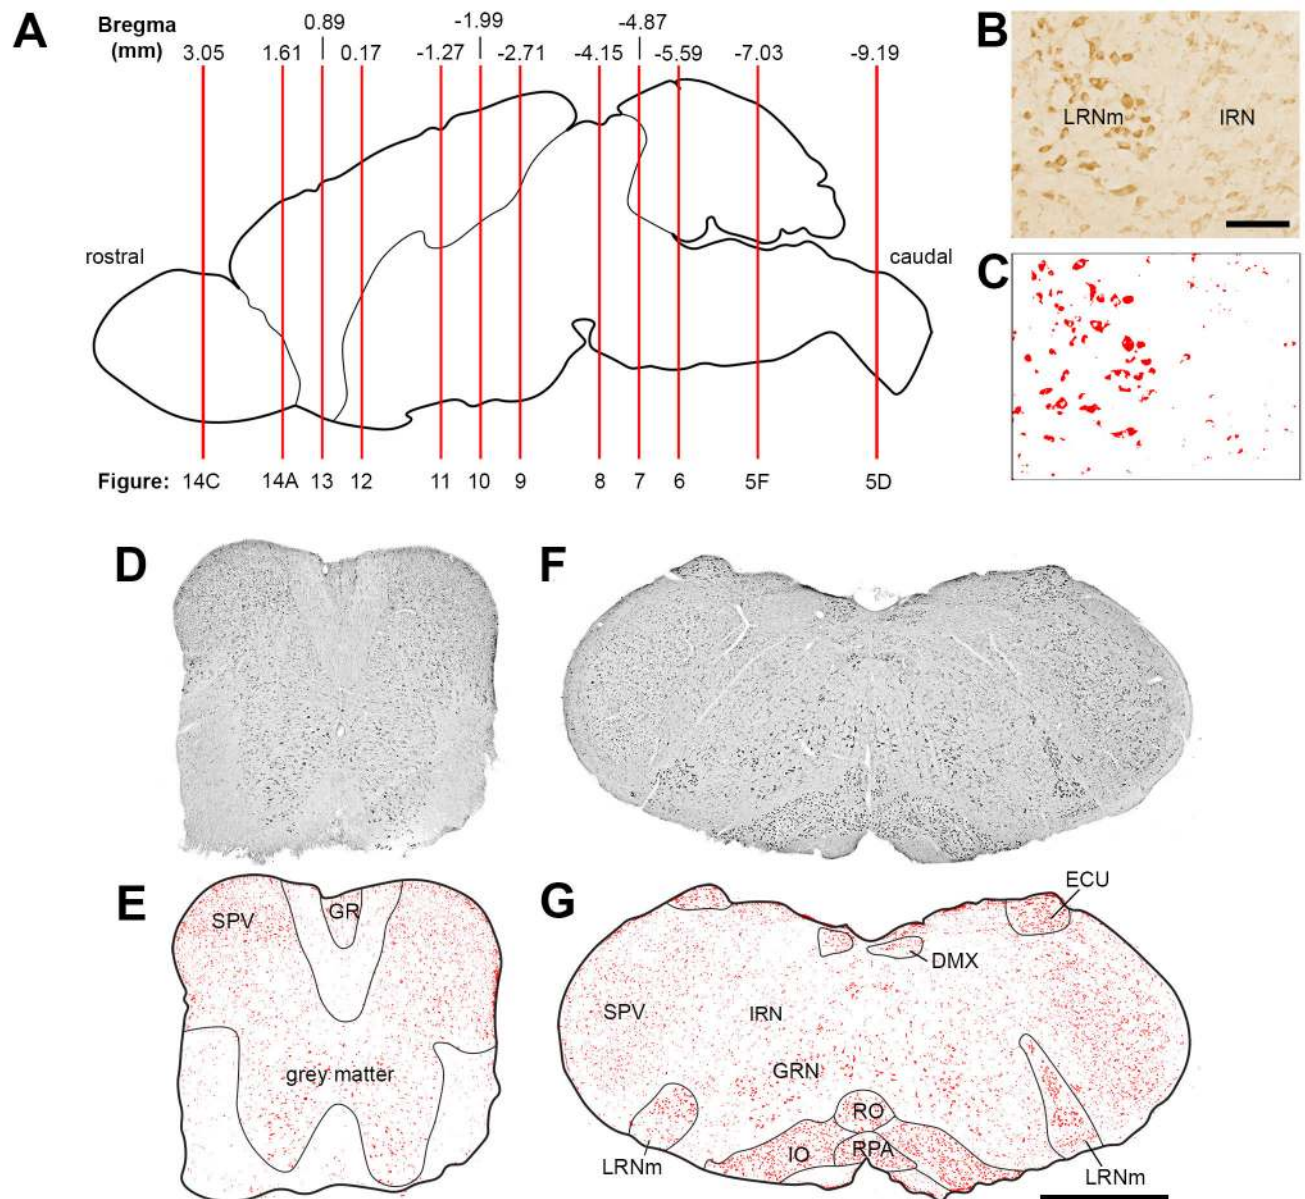 A
Bregma
(mm)
0.89
-1.99
-4.87
3.05
1.61
0.17
-1.27
-2.71
-4.15
-5.59
-7.03
-9.19
rostral
caudal
Figure: 14C 14A 13 12 11 10 9 8 7 6 5F 5D
B
LRNm
IRN
C
D
F
E
SPV
GR
grey matter
G
ECU
DMX
SPV
IRN
GRN
RO
IO
RPA
LRNm
LRNm